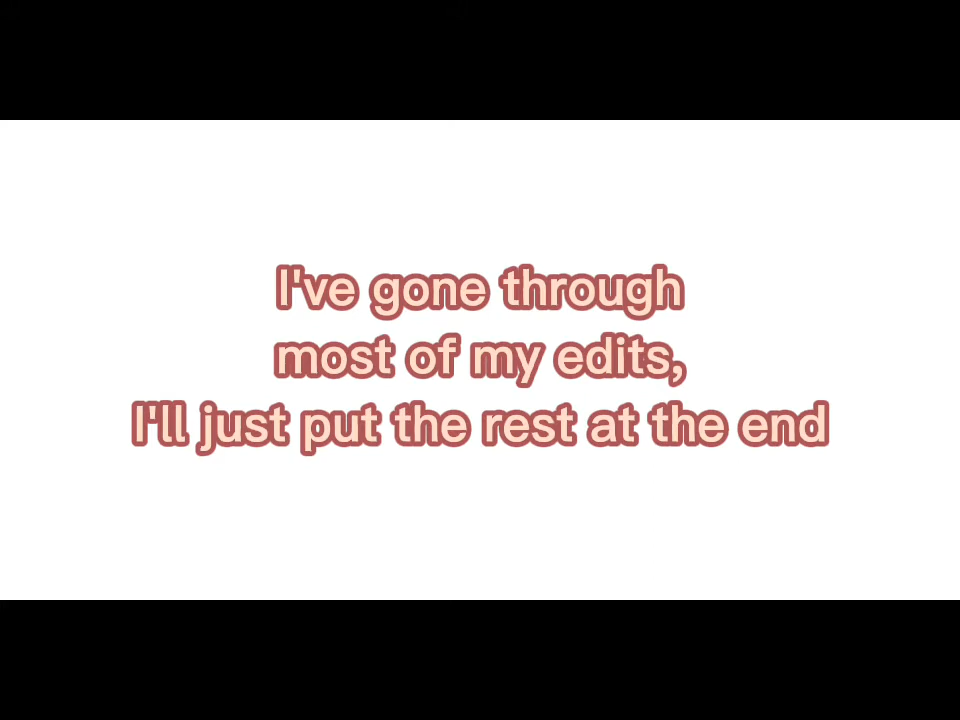 I've gone through
most of my edits,
I'll just put the rest at the end